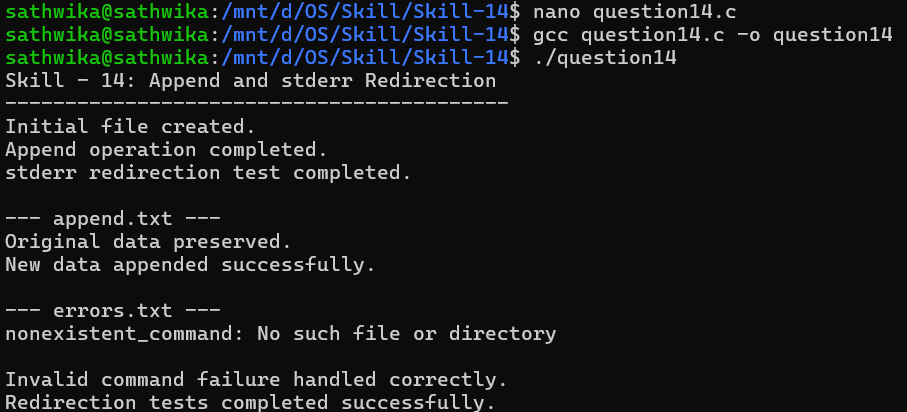 sathwika@sathwika:/mnt/d/OS/Skill/Skill-14$ nano question14.c
sathwika@sathwika:/mnt/d/OS/Skill/Skill-14$ gcc question14.c -o question14
sathwika@sathwika:/mnt/d/OS/Skill/Skill-14$ ./question14
Skill - 14: Append and stderr Redirection
------------------------------------------
Initial file created.
Append operation completed.
stderr redirection test completed.
--- append.txt ---
Original data preserved.
New data appended successfully.
--- errors.txt ---
nonexistent_command: No such file or directory
Invalid command failure handled correctly.
Redirection tests completed successfully.